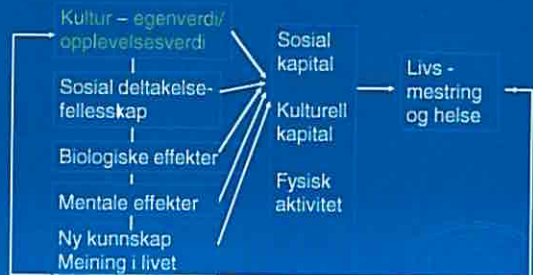 Kultur – egenverdi/
opplevelsesverdi
Sosial deltakelse-
fellesskap
Biologiske effekter
Mentale effekter
Ny kunnskap
Meining i livet
Sosial
kapital
Kulturell
kapital
Fysisk
aktivitet
Livs -
mestring
og helse